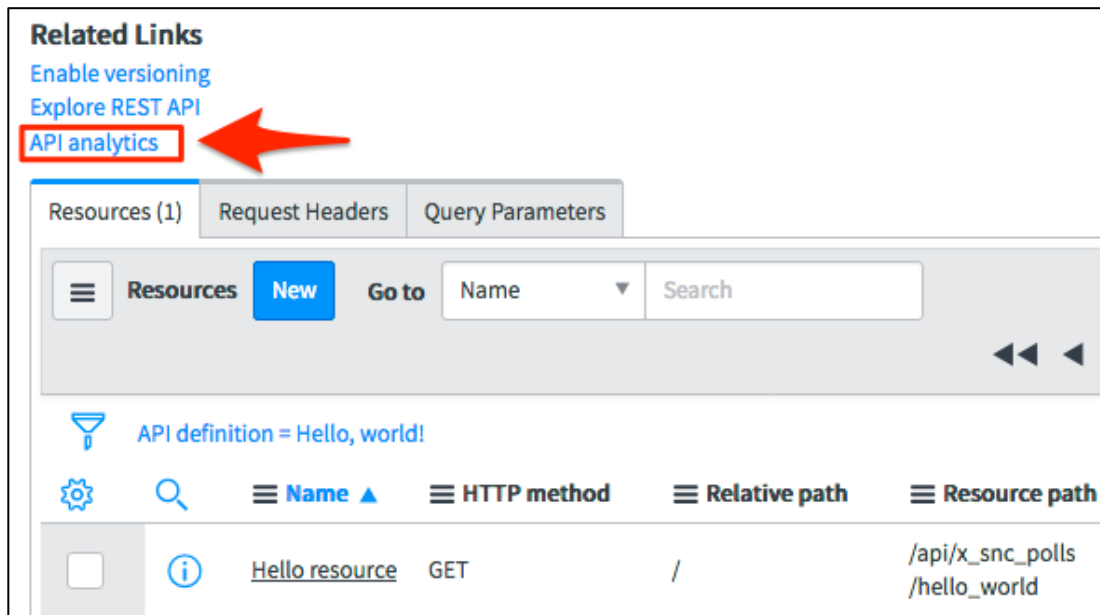 Related Links
Enable versioning
Explore REST API
API analytics
Resources (1) Request Headers Query Parameters
Resources New Go to Name Search
API definition = Hello, world!
Name HTTP method Relative path Resource path
Hello resource GET / /api/x_snc_polls
/hello_world